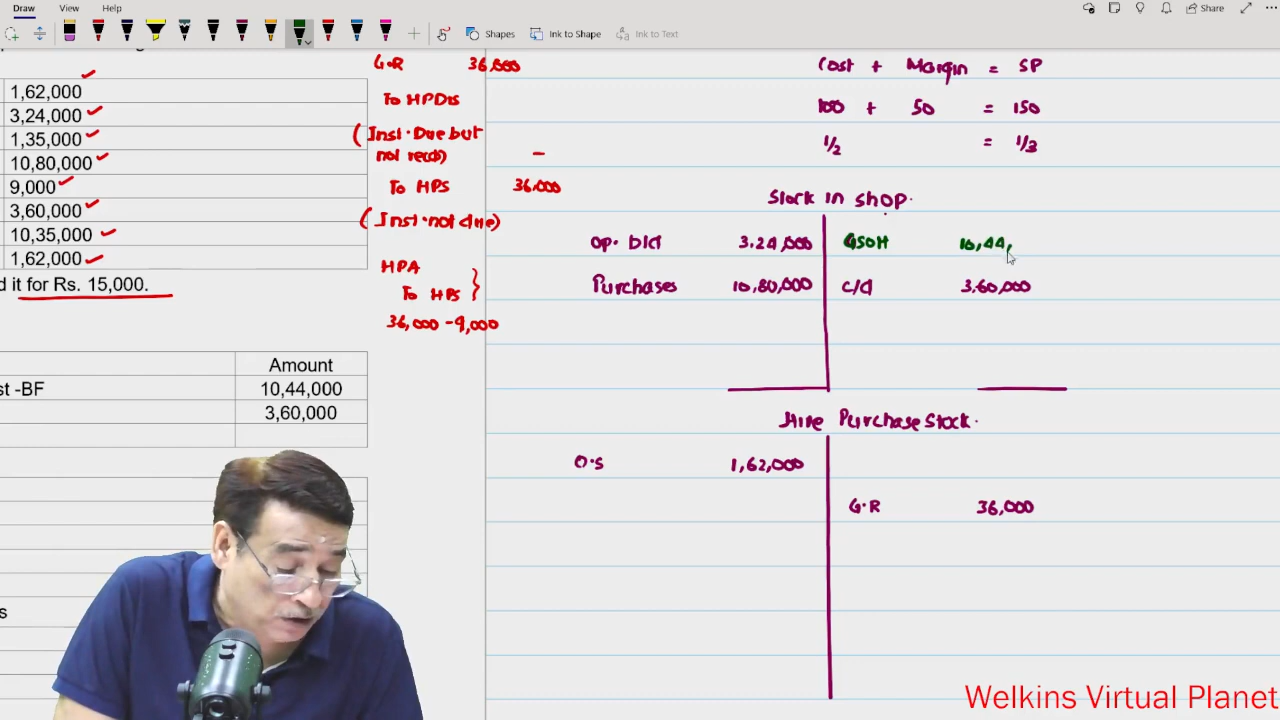 Draw View Help
Share
Shapes
Ink to Shape
Ink to Text
1,62,000
3,24,000
1,35,000
10,80,000
9,000
3,60,000
10,35,000
1,62,000
d it for Rs. 15,000.
Amount
st -BF 10,44,000
3,60,000
s
G.R 36,000
To HPDrs
(Inst. Due but
not recd) -
To HPS 36,000
(Inst. not due)
HPA
To HPS
36,000 - 9,000
Cost + Margin = SP
100 + 50 = 150
1/2 = 1/3
Stock in shop.
Op. bld 3,24,000 GSOH 10,44,
Purchases 10,80,000 c/d 3,60,000
Hire Purchase Stock.
O.S 1,62,000
G.R 36,000
Welkins Virtual Planet